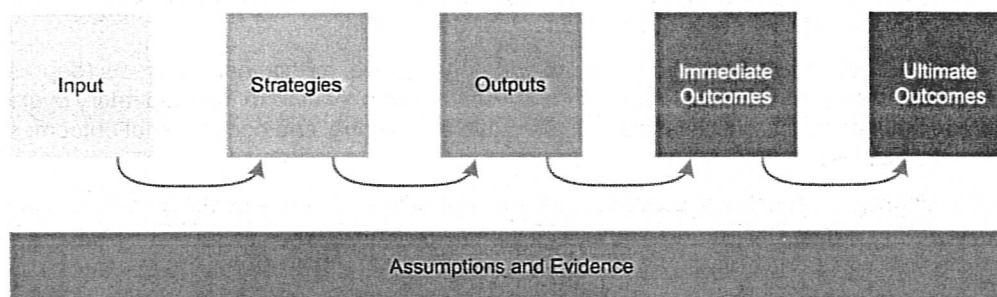 Input
Strategies
Outputs
Immediate
Outcomes
Ultimate
Outcomes
Assumptions and Evidence